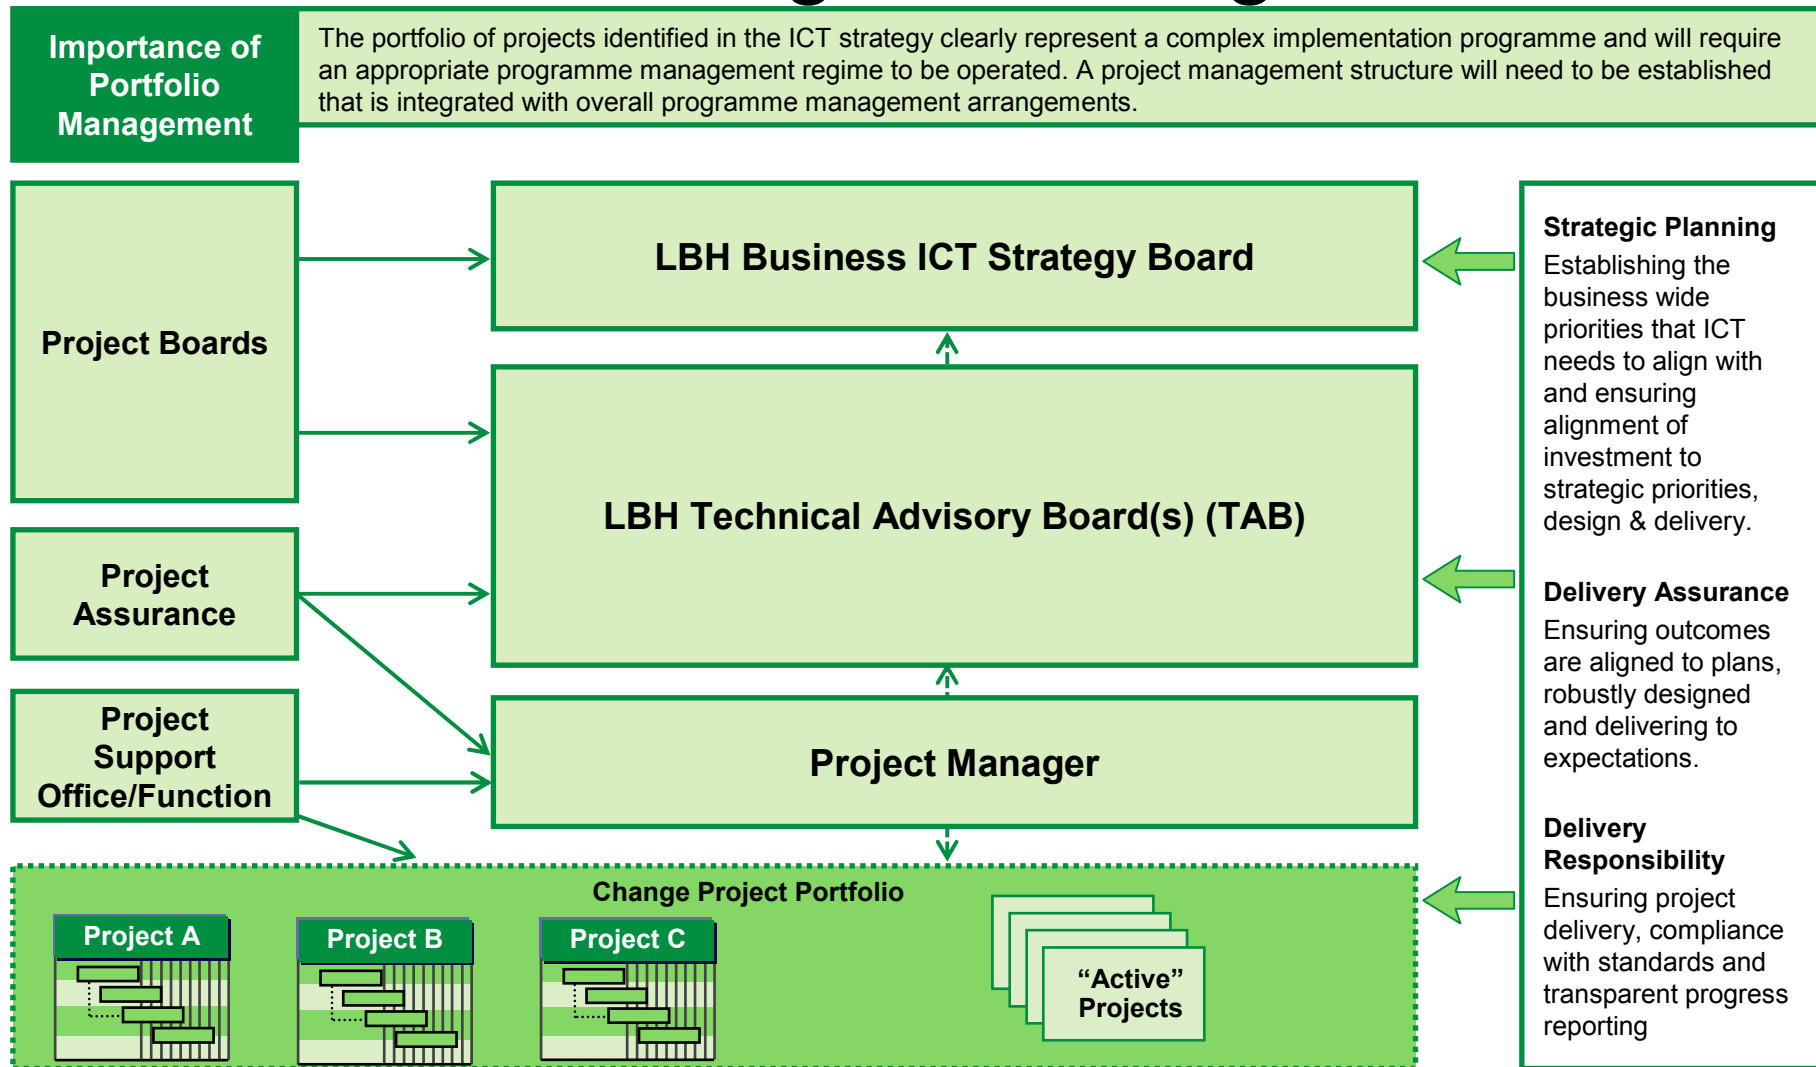 Importance of
Portfolio
Management
The portfolio of projects identified in the ICT strategy clearly represent a complex implementation programme and will require
an appropriate programme management regime to be operated. A project management structure will need to be established
that is integrated with overall programme management arrangements.
Project Boards
Project
Assurance
Project
Support
Office/Function
LBH Business ICT Strategy Board
LBH Technical Advisory Board(s) (TAB)
Project Manager
Strategic Planning
Establishing the
business wide
priorities that ICT
needs to align with
and ensuring
alignment of
investment to
strategic priorities,
design & delivery.
Delivery Assurance
Ensuring outcomes
are aligned to plans,
robustly designed
and delivering to
expectations.
Delivery
Responsibility
Ensuring project
delivery, compliance
with standards and
transparent progress
reporting
Change Project Portfolio
Project A
Project B
Project C
“Active”
Projects